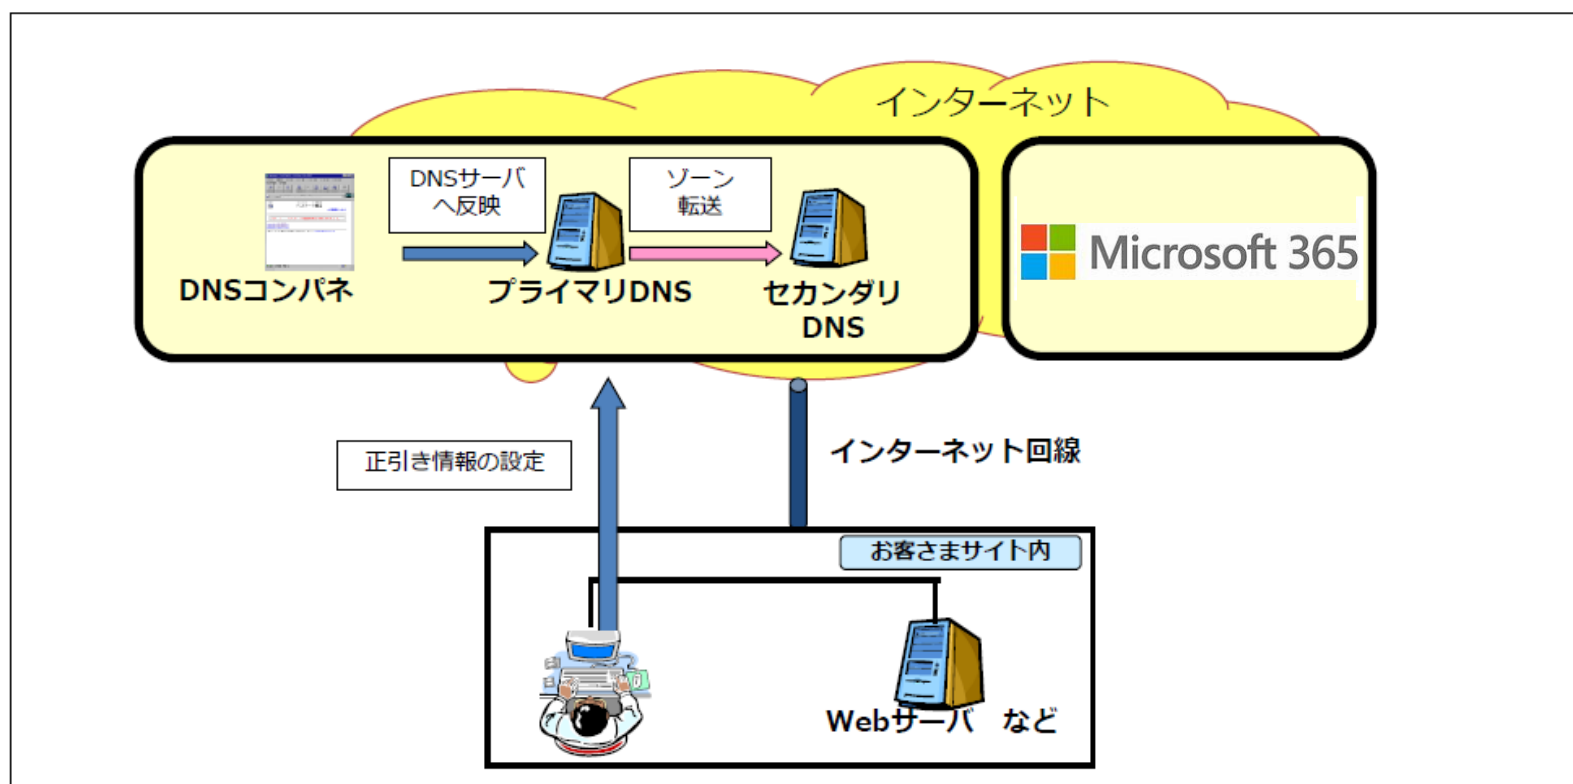 インターネット
DNSサーバ
へ反映
ゾーン
転送
DNSコンパネ
プライマリDNS
セカンダリ
DNS
Microsoft 365
正引き情報の設定
インターネット回線
お客さまサイト内
Webサーバ　など